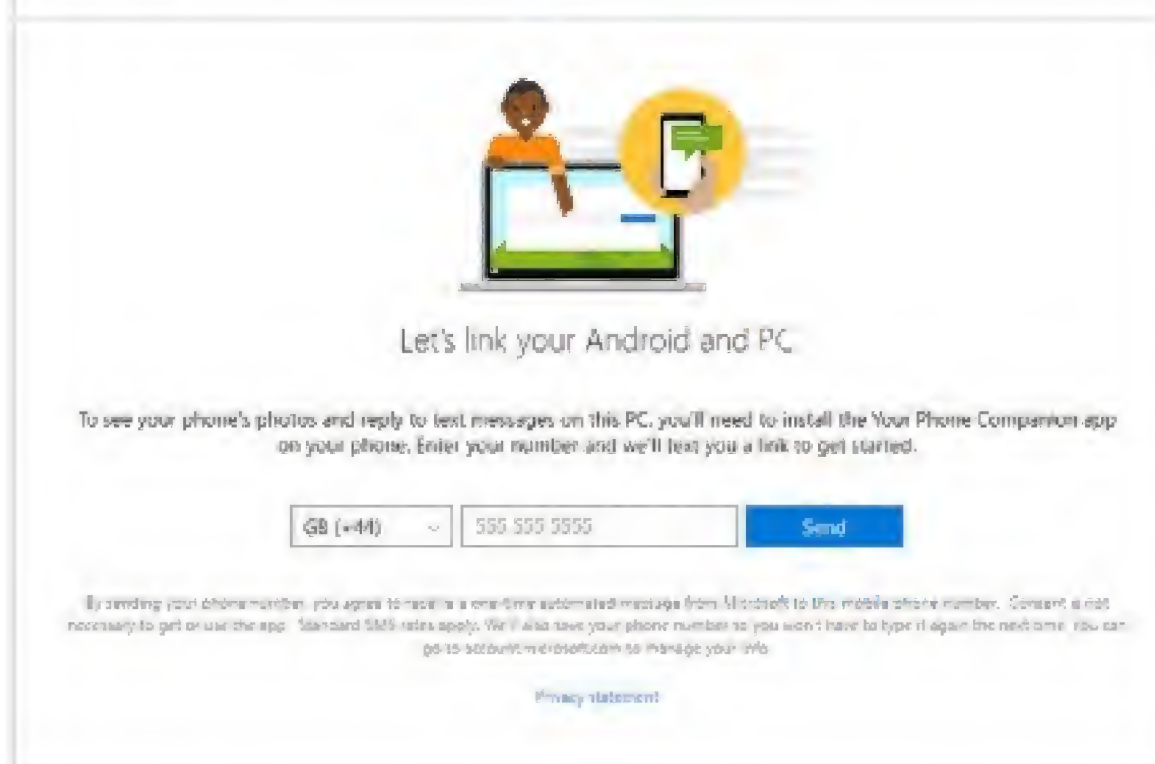 Let's link your Android and PC
To see your phone's photos and reply to text messages on this PC, you'll need to install the Your Phone Companion app
on your phone. Enter your number and we'll text you a link to get started.
GB (+44)
555 555 5555
Send
By sending your phone number, you agree to receive a one-time automated message from Microsoft to this mobile phone number. Consent is not
necessary to get or use the app. Standard SMS rates apply. We'll also save your phone number so you won't have to type it again the next time. You can
go to account.microsoft.com to manage your info.
Privacy statement